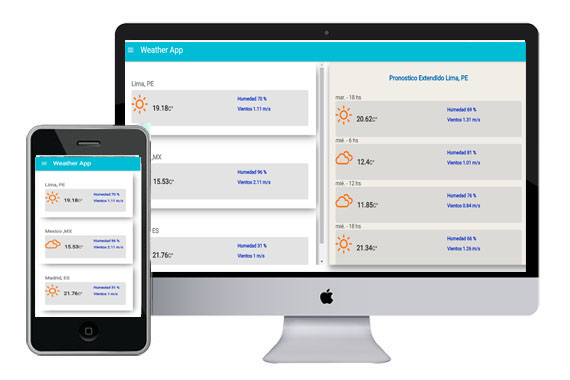 Weather App
Lima, PE
19.18C°
Humedad 70 %
Vientos 1.11 m/s
,MX
15.53C°
Humedad 96 %
Vientos 2.11 m/s
ES
21.76C°
Humedad 31 %
Vientos 1 m/s
Pronostico Extendido Lima, PE
mar. - 18 hs
20.62C°
Humedad 69 %
Vientos 1.31 m/s
mié. - 6 hs
12.4C°
Humedad 81 %
Vientos 1.01 m/s
mié. - 12 hs
11.85C°
Humedad 76 %
Vientos 0.84 m/s
mié. - 18 hs
21.34C°
Humedad 66 %
Vientos 1.26 m/s
Weather App
Lima, PE
19.18C°
Humedad 70 %
Vientos 1.11 m/s
Mexico ,MX
15.53C°
Humedad 96 %
Vientos 2.11 m/s
Madrid, ES
21.76C°
Humedad 31 %
Vientos 1 m/s